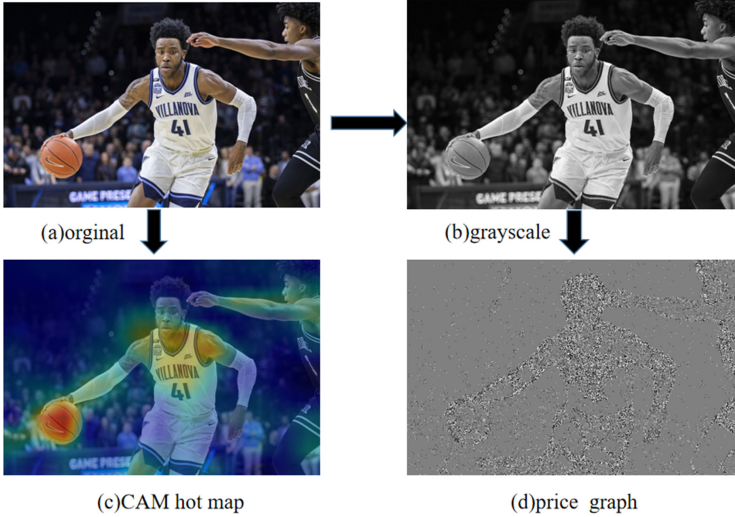 VILLANOVA
41
GAME PRESE
VILLANOVA
41
GAME PRESE
(a)orginal
(b)grayscale
VILLANOVA
41
GAME PRESE
(c)CAM hot map
(d)price graph